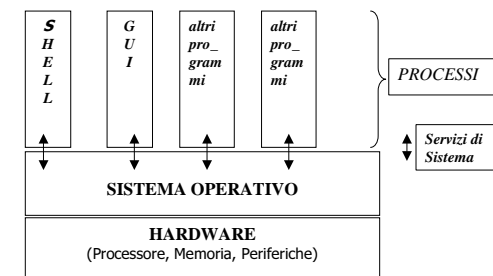 S
H
E
L
L
G
U
I
altri
pro_
gram
mi
altri
pro_
gram
mi
PROCESSI
Servizi di
Sistema
SISTEMA OPERATIVO
HARDWARE
(Processore, Memoria, Periferiche)